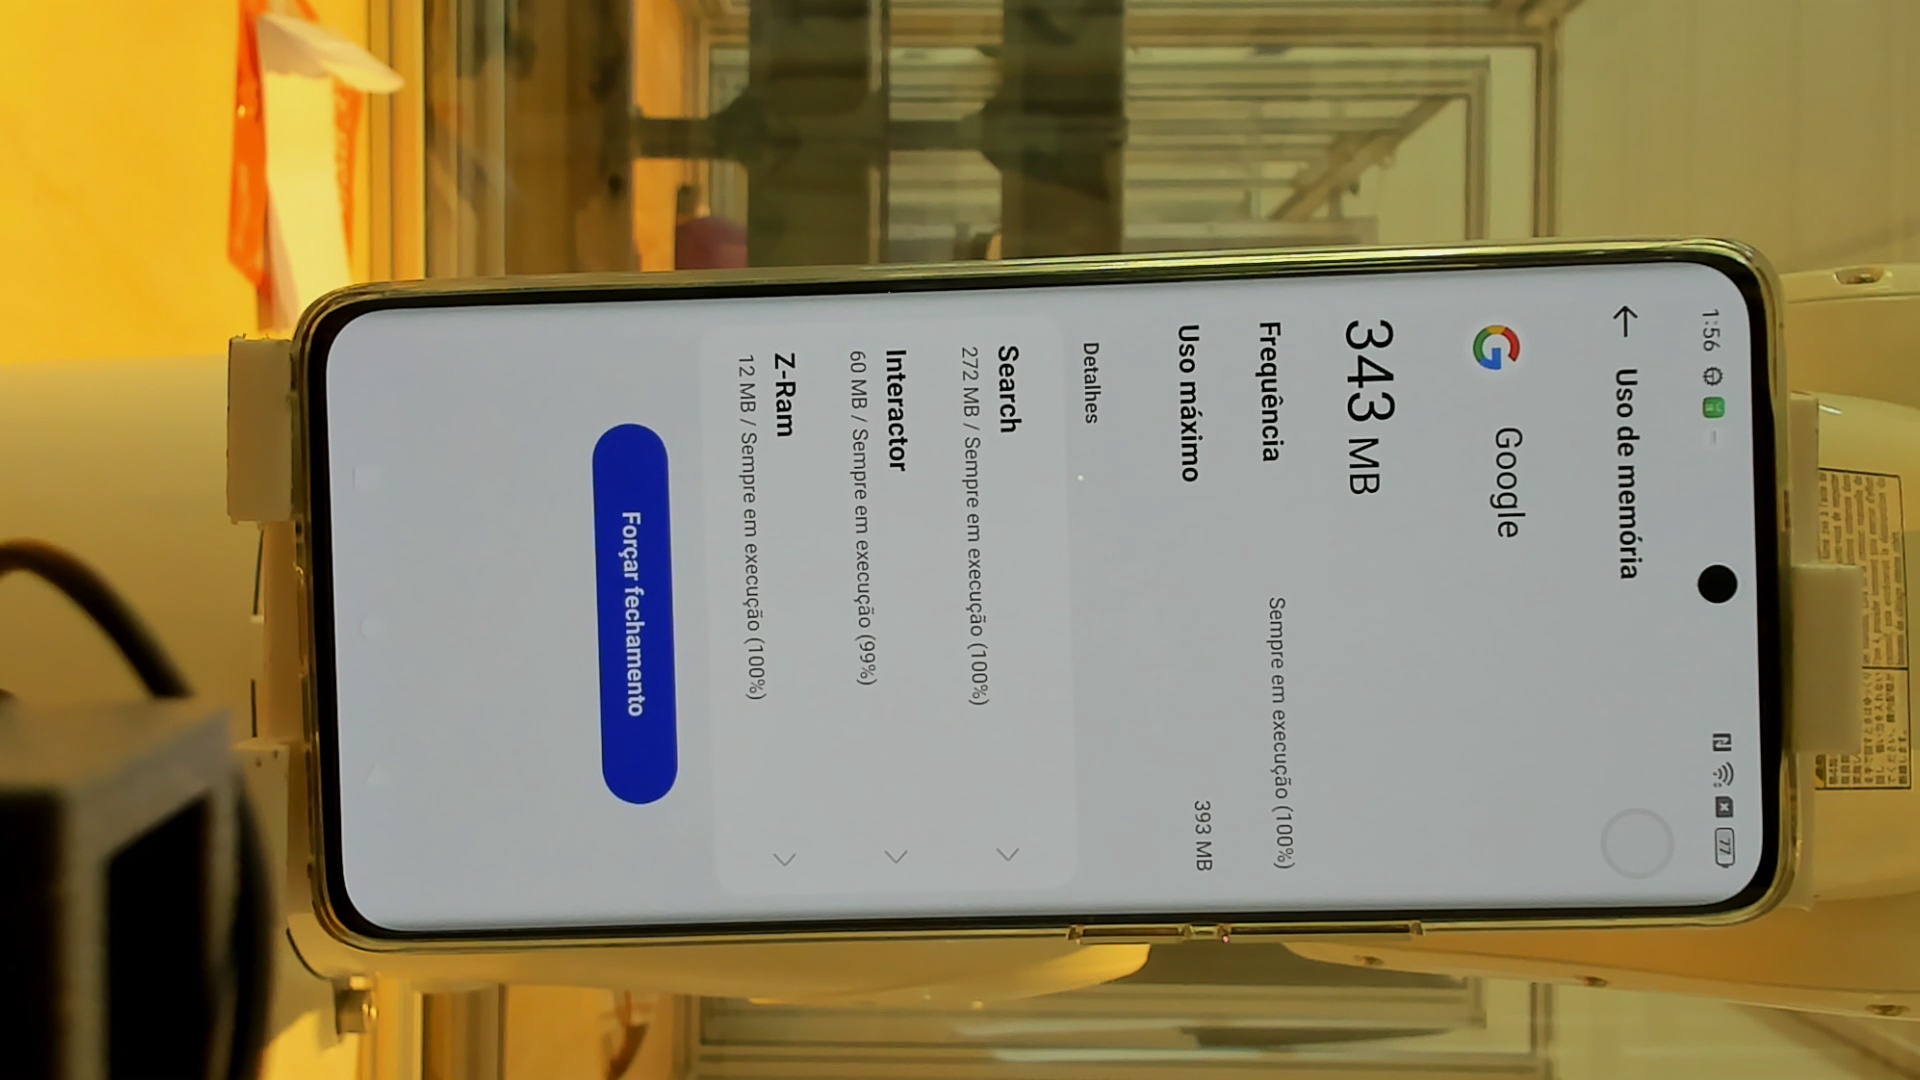 1:56
77
Uso de memória
Google
343 MB
Frequência
Sempre em execução (100%)
Uso máximo
393 MB
Detalhes
Search
272 MB / Sempre em execução (100%)
Interactor
60 MB / Sempre em execução (99%)
Z-Ram
12 MB / Sempre em execução (100%)
Forçar fechamento